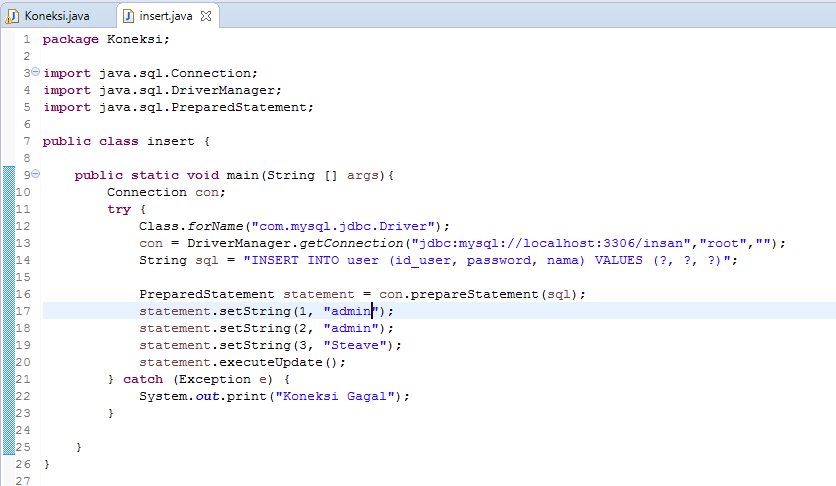 Koneksi.java insert.java
1 package Koneksi;
2
3 import java.sql.Connection;
4 import java.sql.DriverManager;
5 import java.sql.PreparedStatement;
6
7 public class insert {
8
9     public static void main(String [] args){
10         Connection con;
11         try {
12             Class.forName("com.mysql.jdbc.Driver");
13             con = DriverManager.getConnection("jdbc:mysql://localhost:3306/insan","root","");
14             String sql = "INSERT INTO user (id_user, password, nama) VALUES (?, ?, ?)";
15
16             PreparedStatement statement = con.prepareStatement(sql);
17             statement.setString(1, "admin");
18             statement.setString(2, "admin");
19             statement.setString(3, "Steave");
20             statement.executeUpdate();
21         } catch (Exception e) {
22             System.out.print("Koneksi Gagal");
23         }
24
25     }
26 }
27